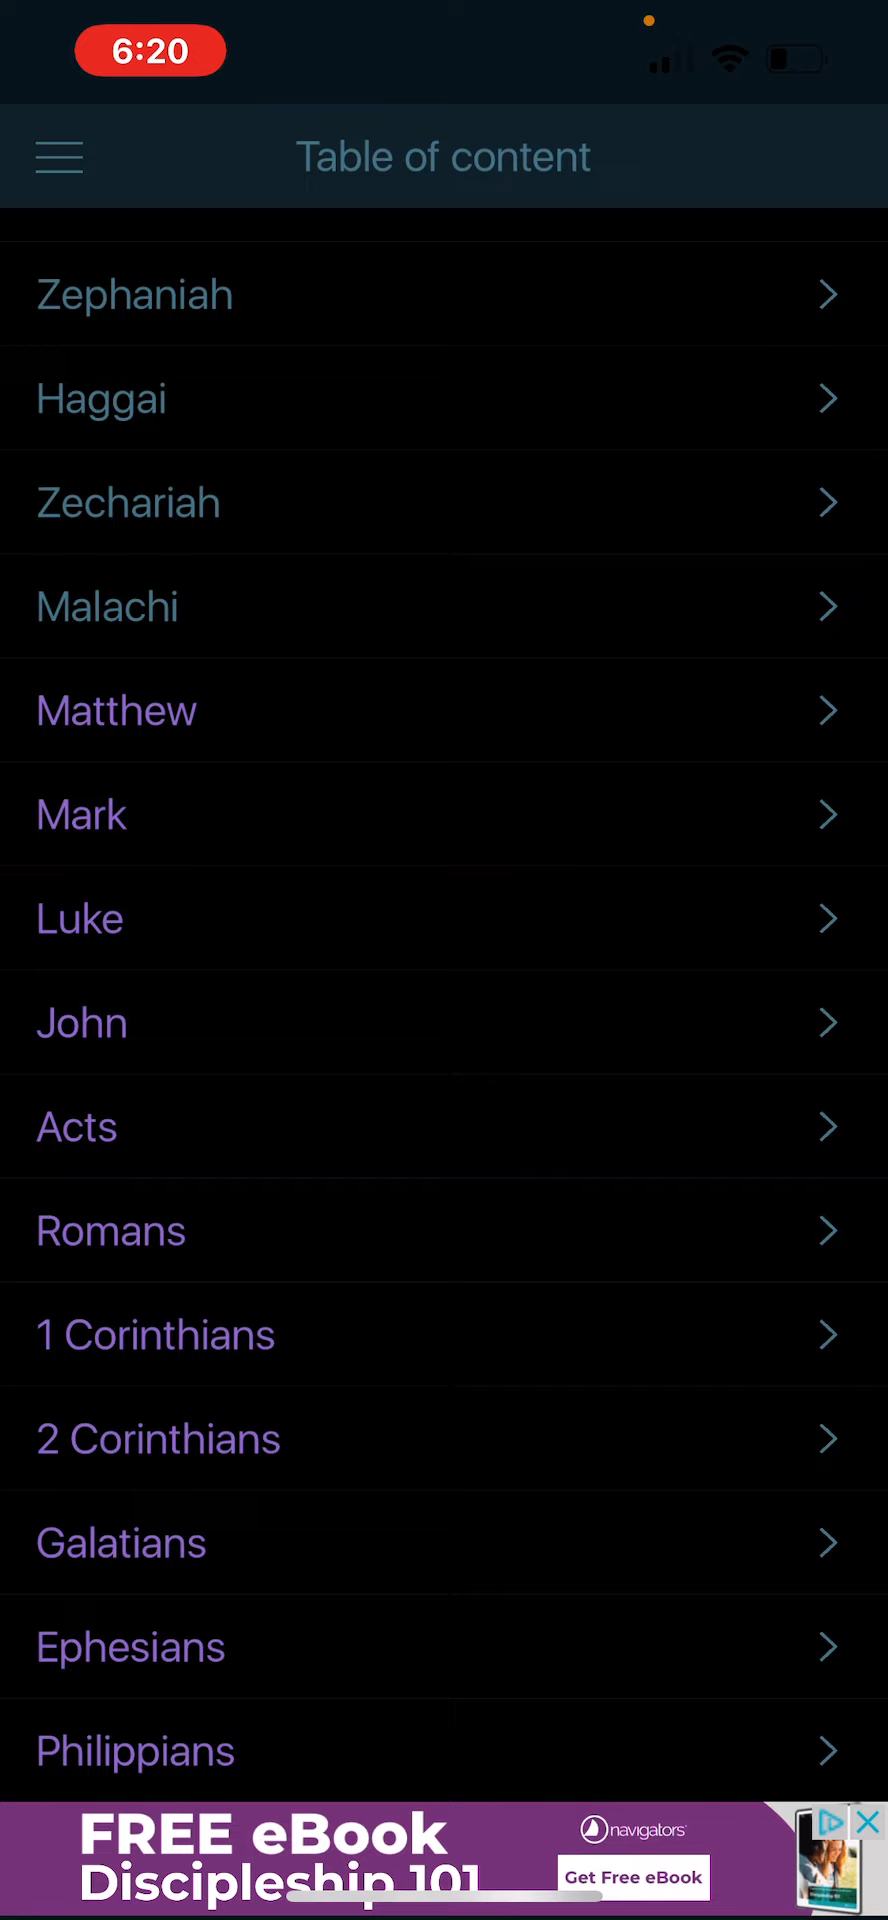 6:20
Table of content
Zephaniah
Haggai
Zechariah
Malachi
Matthew
Mark
Luke
John
Acts
Romans
1 Corinthians
2 Corinthians
Galatians
Ephesians
Philippians
FREE eBook
Discipleship 101
navigators
Get Free eBook